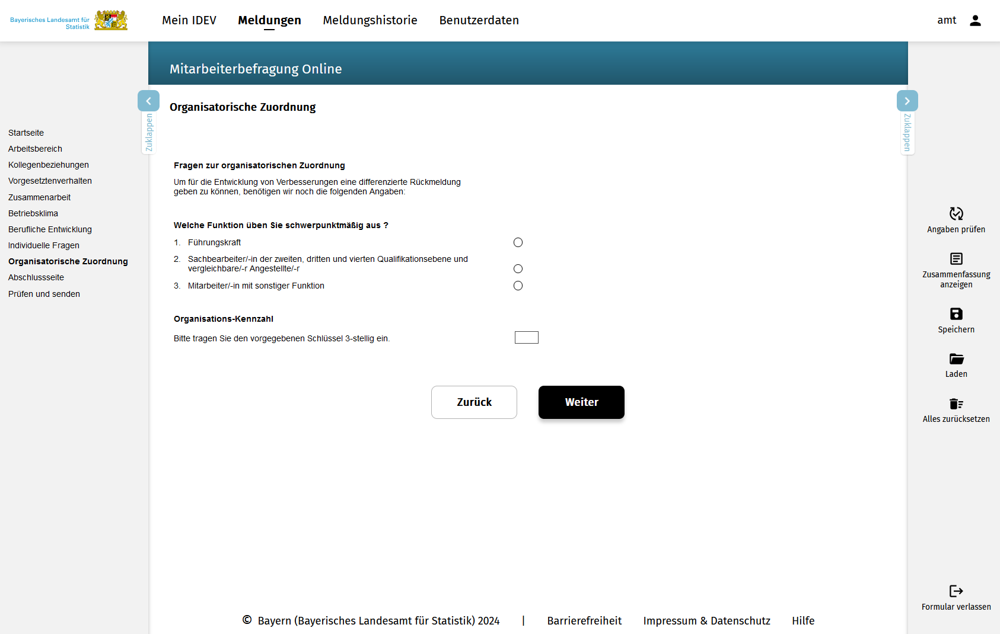 Bayerisches Landesamt für
Statistik
Mein IDEV
Meldungen
Meldungshistorie
Benutzerdaten
amt
Mitarbeiterbefragung Online
Zuklappen
Zuklappen
Startseite
Arbeitsbereich
Kollegenbeziehungen
Vorgesetztenverhalten
Zusammenarbeit
Betriebsklima
Berufliche Entwicklung
Individuelle Fragen
Organisatorische Zuordnung
Abschlussseite
Prüfen und senden
Organisatorische Zuordnung
Fragen zur organisatorischen Zuordnung
Um für die Entwicklung von Verbesserungen eine differenzierte Rückmeldung
geben zu können, benötigen wir noch die folgenden Angaben:
Welche Funktion üben Sie schwerpunktmäßig aus ?
1. Führungskraft
2. Sachbearbeiter/-in der zweiten, dritten und vierten Qualifikationsebene und
vergleichbare/-r Angestellte/-r
3. Mitarbeiter/-in mit sonstiger Funktion
Organisations-Kennzahl
Bitte tragen Sie den vorgegebenen Schlüssel 3-stellig ein.
Zurück
Weiter
Angaben prüfen
Zusammenfassung
anzeigen
Speichern
Laden
Alles zurücksetzen
Formular verlassen
© Bayern (Bayerisches Landesamt für Statistik) 2024 | Barrierefreiheit Impressum & Datenschutz Hilfe